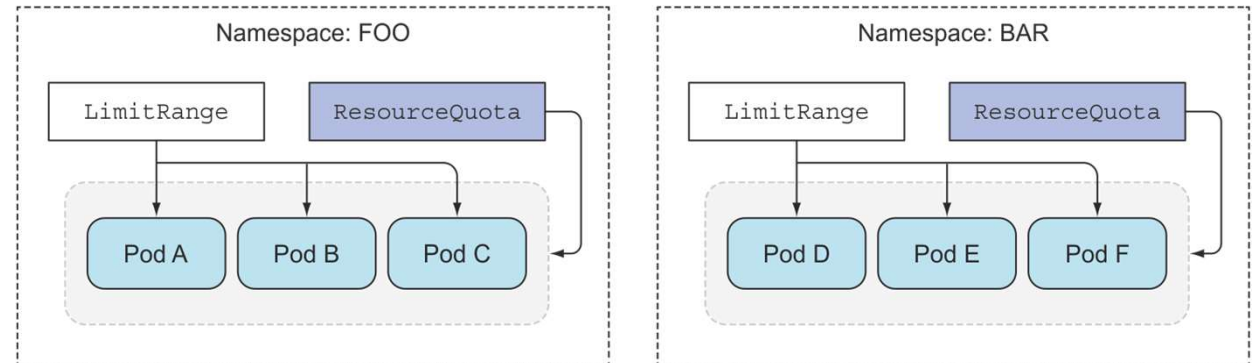 Namespace: FOO
LimitRange
ResourceQuota
Pod A
Pod B
Pod C
Namespace: BAR
LimitRange
ResourceQuota
Pod D
Pod E
Pod F